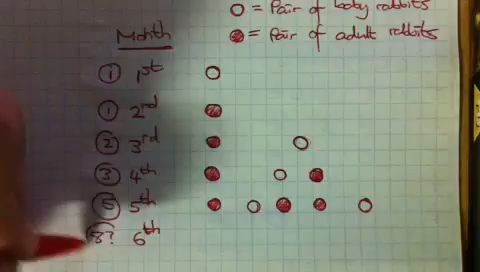 = Pair of baby rabbits
Month = Pair of adult rabbits
1 1st
1 2nd
2 3rd
3 4th
5 5th
8? 6th